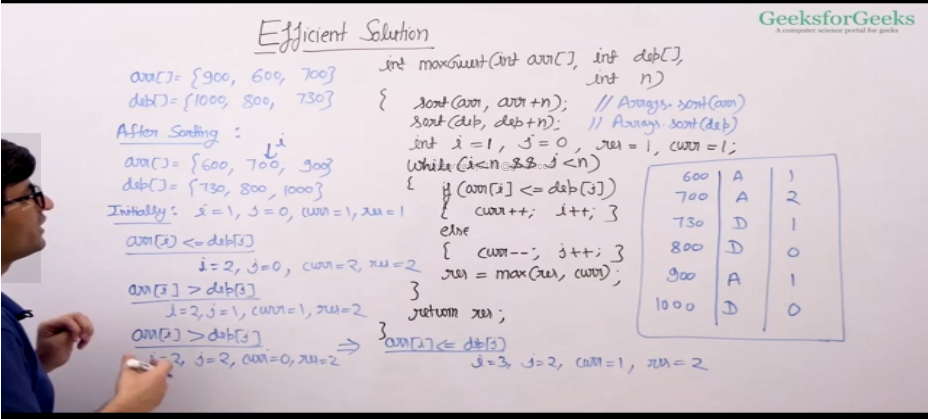 GeeksforGeeks
A computer science portal for geeks
Efficient Solution
arr[] = {900, 600, 700}
dep[] = {1000, 800, 730}
After Sorting :
i
arr[] = {600, 700, 900}
dep[] = {730, 800, 1000}
Initially: i=1, j=0, curr=1, res=1
arr[i] <= dep[j]
i=2, j=0, curr=2, res=2
arr[i] > dep[j]
i=2, j=1, curr=1, res=2
arr[i] > dep[j]
i=2, j=2, curr=0, res=2 ⇒
int maxGuest(int arr[], int dep[],
int n)
{ sort(arr, arr+n); // Arrays.sort(arr)
sort(dep, dep+n); // Arrays.sort(dep)
int i=1, j=0, res=1, curr=1;
while(i<n && j<n)
{ if (arr[i] <= dep[j])
{ curr++; i++; }
else
{ curr--; j++; }
res = max(res, curr);
}
return res;
}
arr[i] <= dep[j]
i=3, j=2, curr=1, res=2
600 | A | 1
700 | A | 2
730 | D | 1
800 | D | 0
900 | A | 1
1000 | D | 0